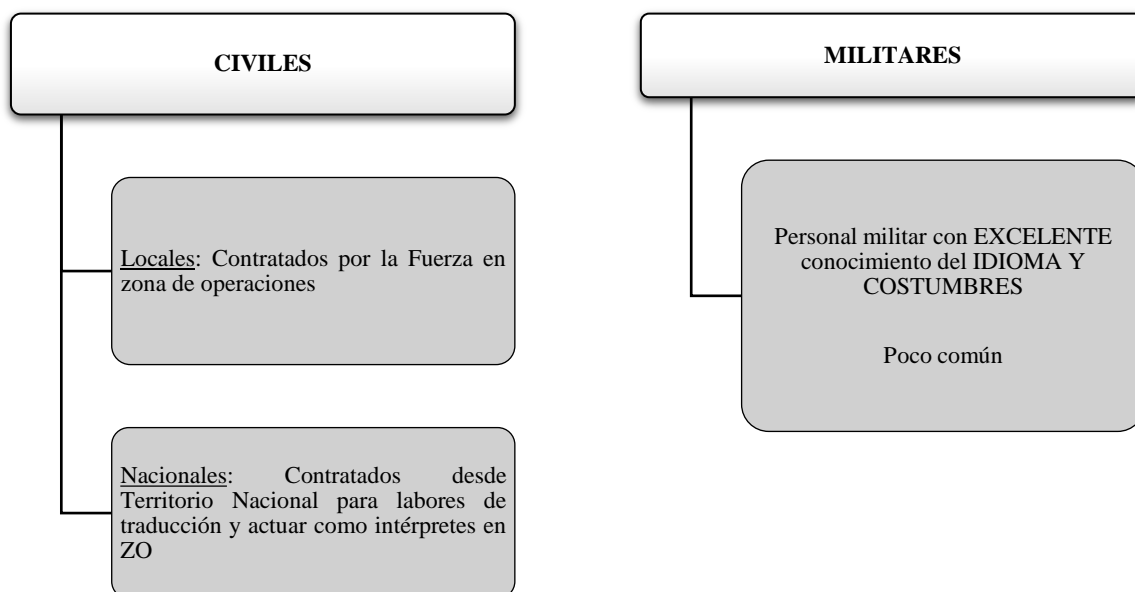 CIVILES
Locales: Contratados por la Fuerza en
zona de operaciones
Nacionales: Contratados desde
Territorio Nacional para labores de
traducción y actuar como intérpretes en
ZO
MILITARES
Personal militar con EXCELENTE
conocimiento del IDIOMA Y
COSTUMBRES
Poco común